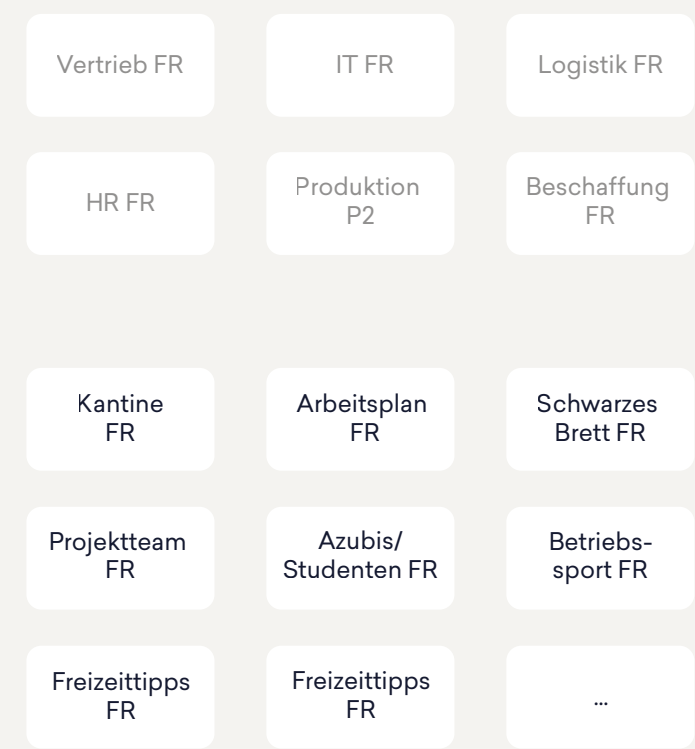 Vertrieb FR
IT FR
Logistik FR
HR FR
Produktion
P2
Beschaffung
FR
Kantine
FR
Arbeitsplan
FR
Schwarzes
Brett FR
Projektteam
FR
Azubis/
Studenten FR
Betriebs-
sport FR
Freizeittipps
FR
Freizeittipps
FR
...